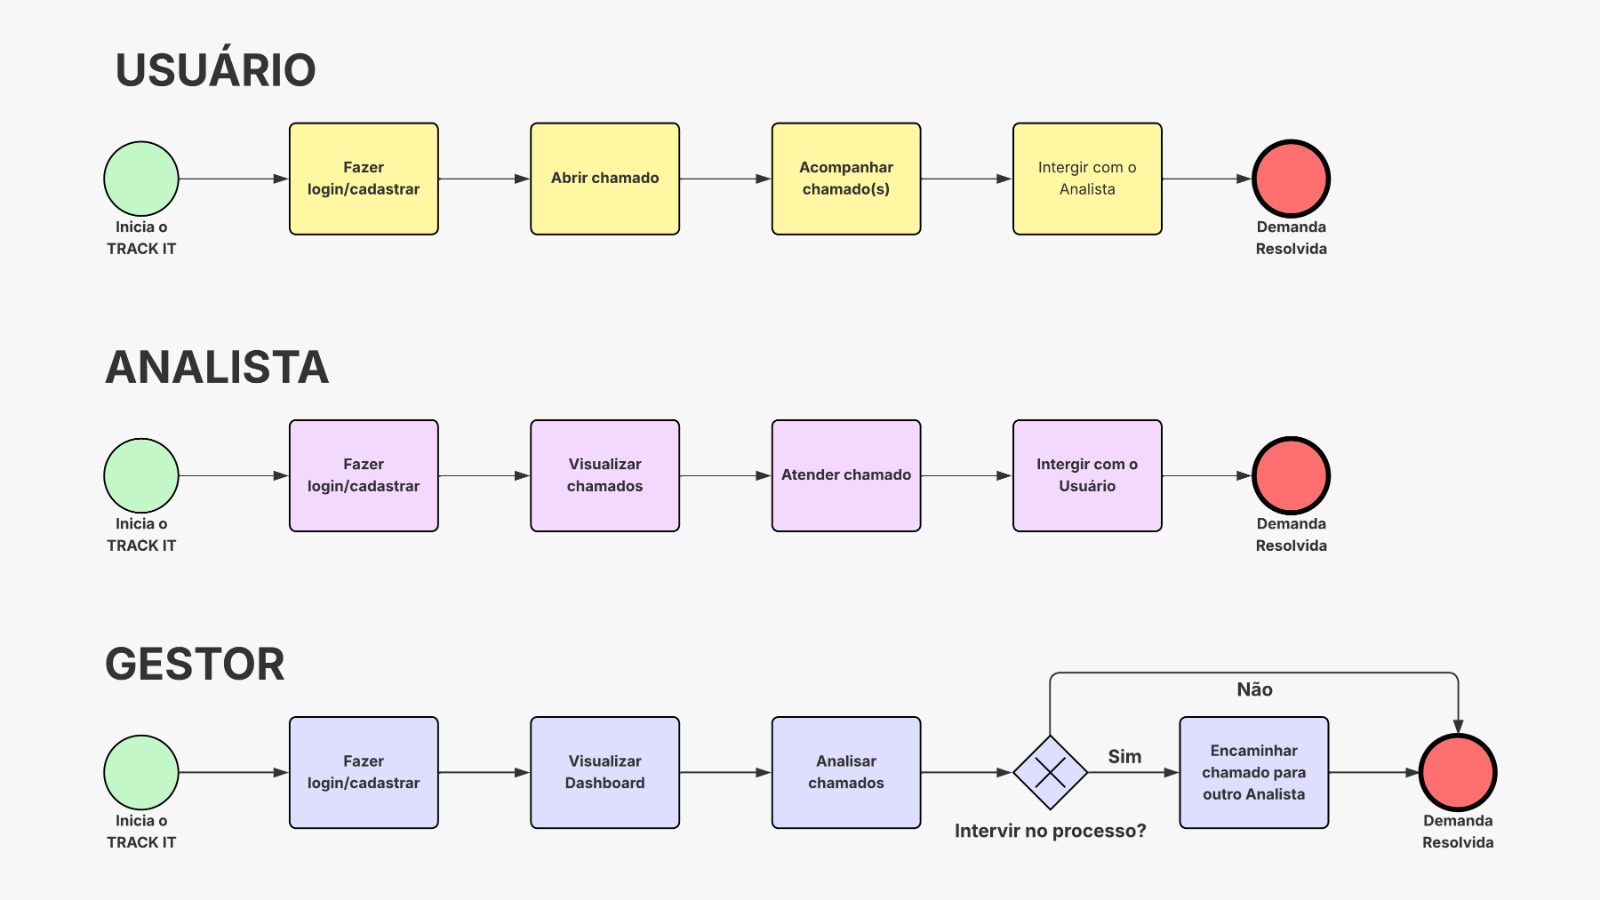 USUÁRIO
Inicia o
TRACK IT
Fazer
login/cadastrar
Abrir chamado
Acompanhar
chamado(s)
Intergir com o
Analista
Demanda
Resolvida
ANALISTA
Inicia o
TRACK IT
Fazer
login/cadastrar
Visualizar
chamados
Atender chamado
Intergir com o
Usuário
Demanda
Resolvida
GESTOR
Inicia o
TRACK IT
Fazer
login/cadastrar
Visualizar
Dashboard
Analisar
chamados
Intervir no processo?
Não
Sim
Encaminhar
chamado para
outro Analista
Demanda
Resolvida